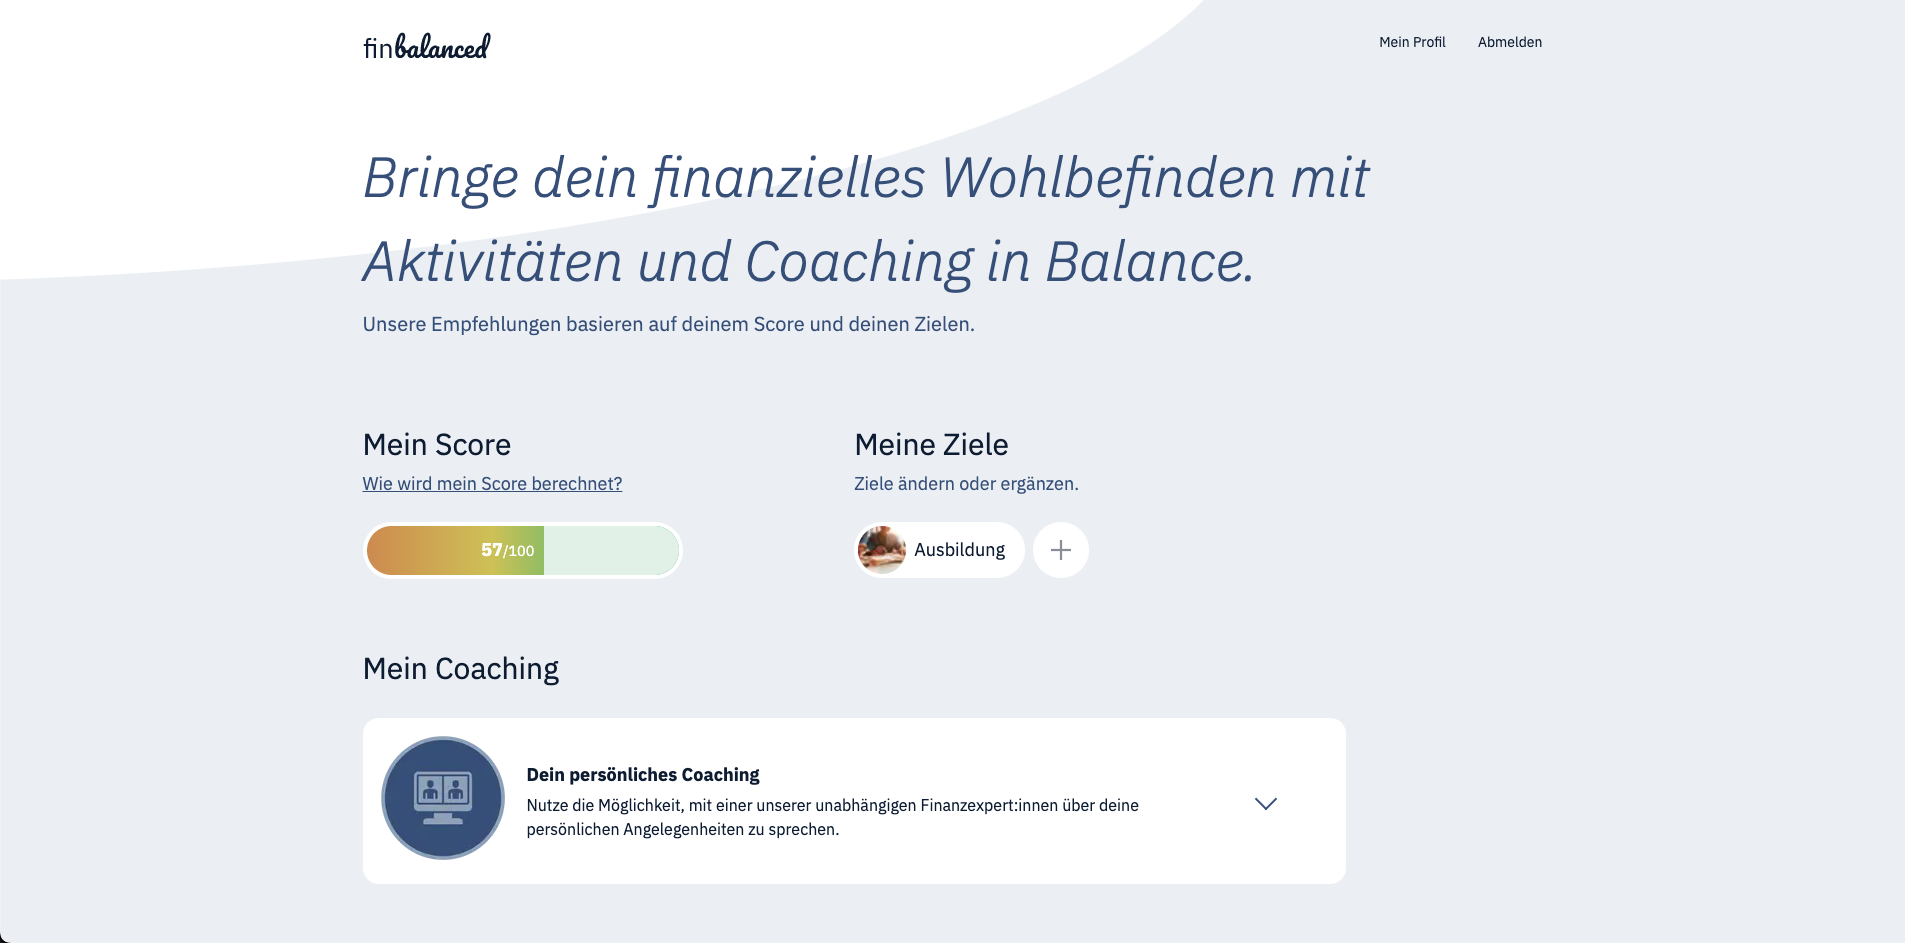 finbalanced
Mein Profil
Abmelden
Bringe dein finanzielles Wohlbefinden mit
Aktivitäten und Coaching in Balance.
Unsere Empfehlungen basieren auf deinem Score und deinen Zielen.
Mein Score
Wie wird mein Score berechnet?
57/100
Meine Ziele
Ziele ändern oder ergänzen.
Ausbildung
Mein Coaching
Dein persönliches Coaching
Nutze die Möglichkeit, mit einer unserer unabhängigen Finanzexpert:innen über deine
persönlichen Angelegenheiten zu sprechen.